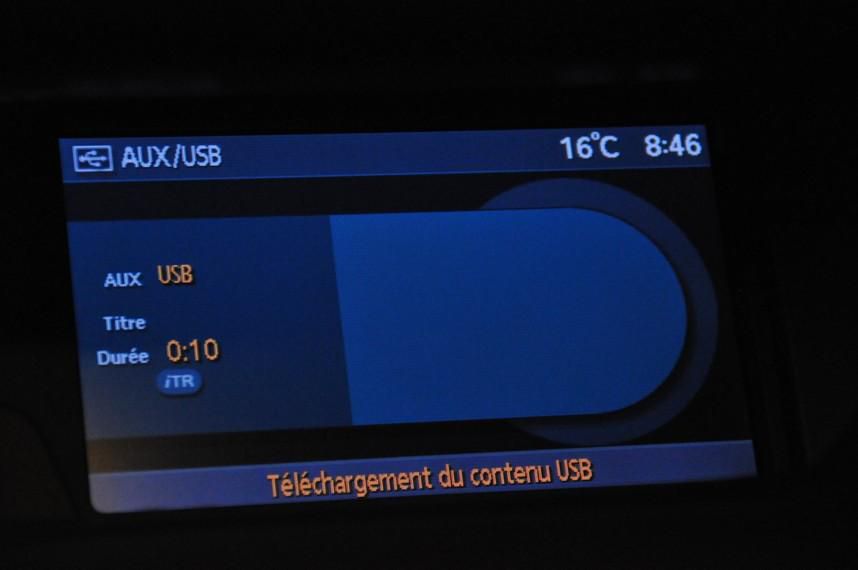 AUX/USB 16°C 8:46
AUX USB
Titre
Durée 0:10
iTR
Téléchargement du contenu USB